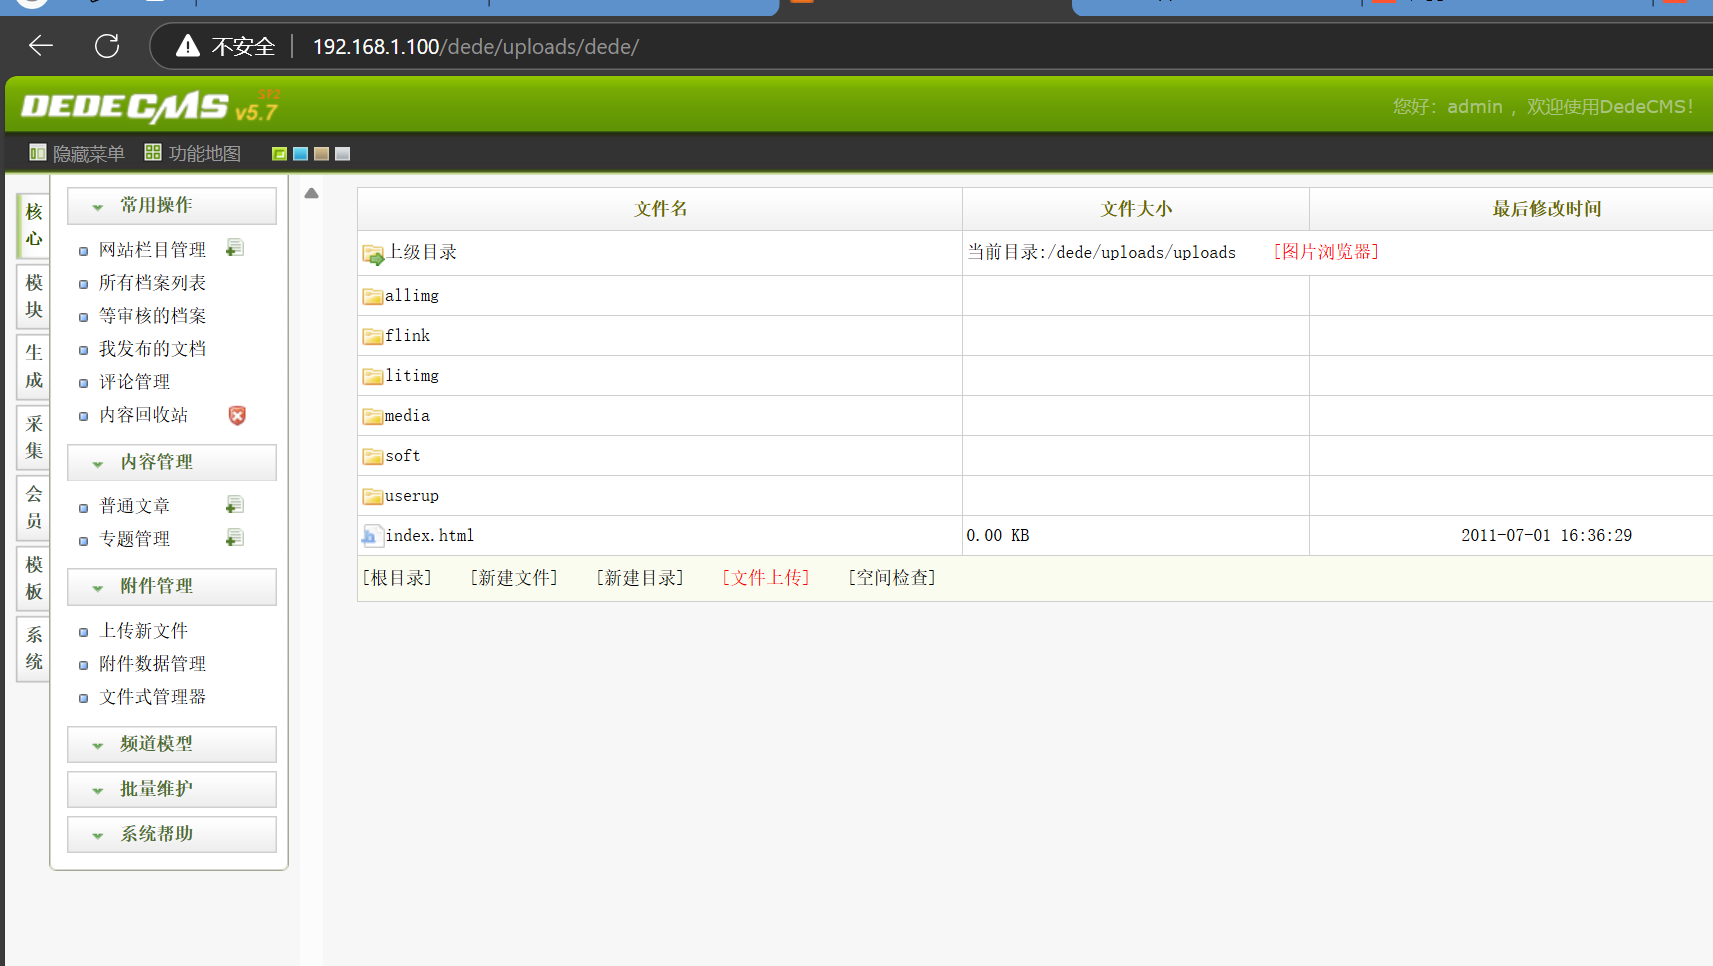 不安全 192.168.1.100/dede/uploads/dede/
DEDECMS v5.7 SP2
您好：admin ，欢迎使用DedeCMS！
隐藏菜单 功能地图
核心
模块
生成
采集
会员
模板
系统
常用操作
网站栏目管理
所有档案列表
等审核的档案
我发布的文档
评论管理
内容回收站
内容管理
普通文章
专题管理
附件管理
上传新文件
附件数据管理
文件式管理器
频道模型
批量维护
系统帮助
文件名 文件大小 最后修改时间
上级目录 当前目录:/dede/uploads/uploads [图片浏览器]
allimg
flink
litimg
media
soft
userup
index.html 0.00 KB 2011-07-01 16:36:29
[根目录] [新建文件] [新建目录] [文件上传] [空间检查]